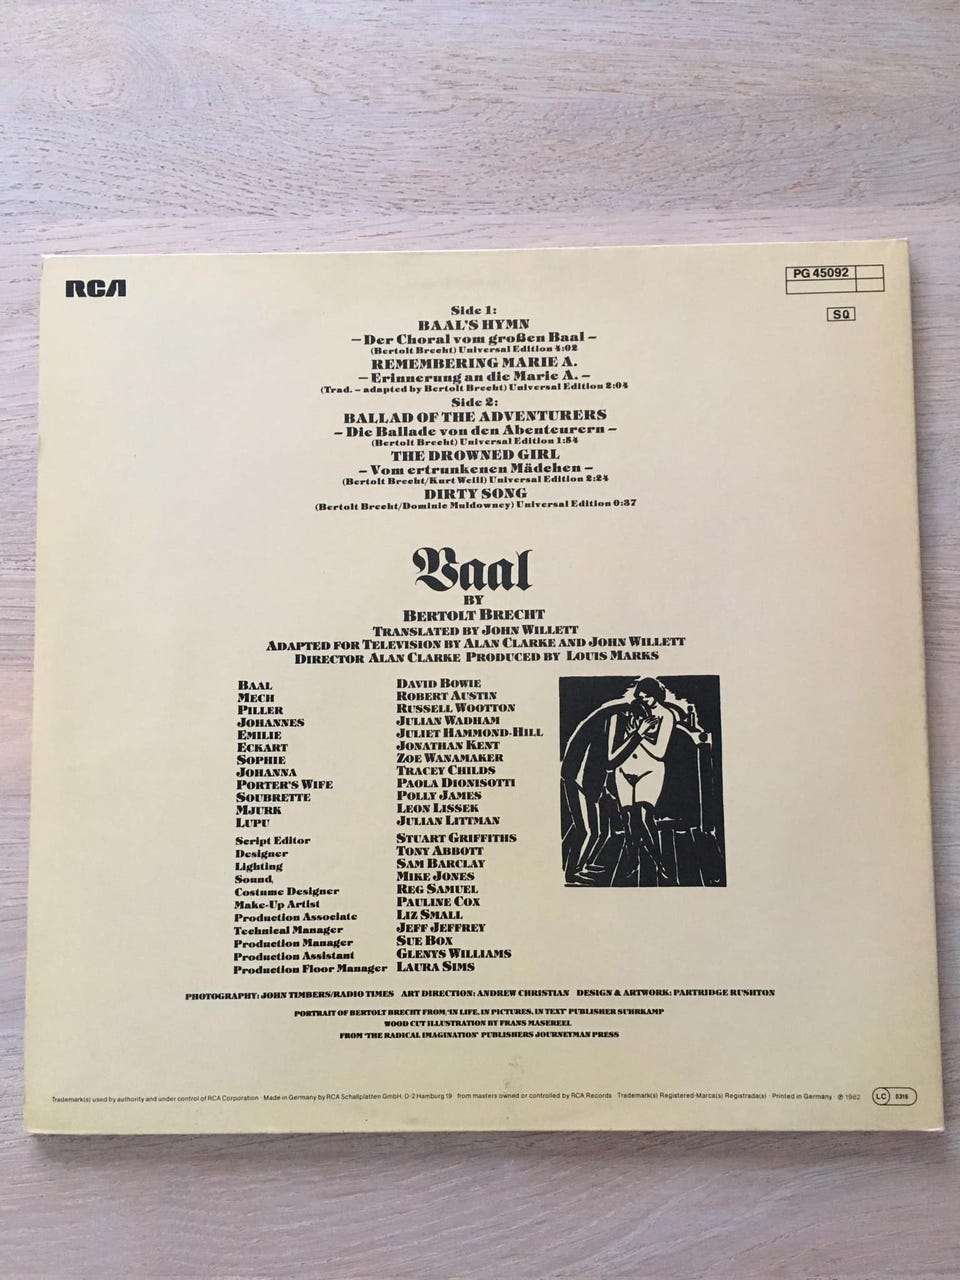 RCA
PG 45092
SQ
Side 1:
BAAL'S HYMN
– Der Choral vom großen Baal –
(Bertolt Brecht) Universal Edition 4:02
REMEMBERING MARIE A.
– Erinnerung an die Marie A. –
(Trad. – adapted by Bertolt Brecht) Universal Edition 2:04
Side 2:
BALLAD OF THE ADVENTURERS
– Die Ballade von den Abenteurern –
(Bertolt Brecht) Universal Edition 1:54
THE DROWNED GIRL
– Vom ertrunkenen Mädchen –
(Bertolt Brecht/Kurt Weill) Universal Edition 2:24
DIRTY SONG
(Bertolt Brecht/Dominic Muldowney) Universal Edition 0:37
Baal
BY
BERTOLT BRECHT
TRANSLATED BY JOHN WILLETT
ADAPTED FOR TELEVISION BY ALAN CLARKE AND JOHN WILLETT
DIRECTOR ALAN CLARKE PRODUCED BY LOUIS MARKS
BAAL DAVID BOWIE
MECH ROBERT AUSTIN
PILLER RUSSELL WOOTTON
JOHANNES JULIAN WADHAM
EMILIE JULIET HAMMOND-HILL
ECKART JONATHAN KENT
SOPHIE ZOE WANAMAKER
JOHANNA TRACEY CHILDS
PORTER'S WIFE PAOLA DIONISOTTI
SOUBRETTE POLLY JAMES
MJURK LEON LISSEK
LUPU JULIAN LITTMAN
Script Editor STUART GRIFFITHS
Designer TONY ABBOTT
Lighting SAM BARCLAY
Sound, MIKE JONES
Costume Designer REG SAMUEL
Make-Up Artist PAULINE COX
Production Associate LIZ SMALL
Technical Manager JEFF JEFFREY
Production Manager SUE BOX
Production Assistant GLENYS WILLIAMS
Production Floor Manager LAURA SIMS
PHOTOGRAPHY: JOHN TIMBERS/RADIO TIMES ART DIRECTION: ANDREW CHRISTIAN DESIGN & ARTWORK: PARTRIDGE RUSHTON
PORTRAIT OF BERTOLT BRECHT FROM, 'IN LIFE, IN PICTURES, IN TEXT' PUBLISHER SUHRKAMP
WOOD CUT ILLUSTRATION BY FRANS MASEREEL
FROM 'THE RADICAL IMAGINATION' PUBLISHERS JOURNEYMAN PRESS
Trademark(s) used by authority and under control of RCA Corporation · Made in Germany by RCA Schallplatten GmbH, D-2 Hamburg 19 · from masters owned or controlled by RCA Records · Trademark(s) Registered-Marca(s) Registrada(s) · Printed in Germany · ℗ 1982
LC 0316